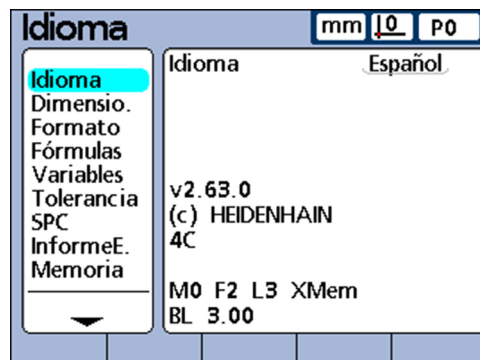 Idioma
mm 0 P0
Idioma
Dimensio.
Formato
Fórmulas
Variables
Tolerancia
SPC
InformeE.
Memoria
Idioma Español
v2.63.0
(c) HEIDENHAIN
4C
M0 F2 L3 XMem
BL 3.00